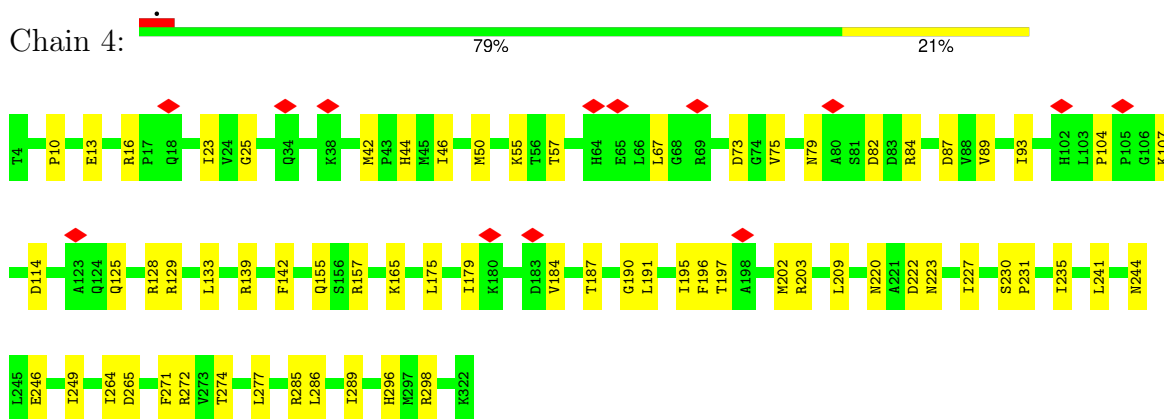 Chain 4:
•
79% 21%
T4 P10 E13 R16 P17 Q18 I23 V24 G25 Q34 K38 M42 P43 H44 M45 I46 M50 K55 T56 T57 H64 E65 L66 L67 G68 R69 D73 G74 V75 N79 A80 S81 D82 D83 R84 D87 V88 V89 I93 H102 L103 P104 P105 G106 K107
D114 A123 Q124 Q125 R128 R129 L133 R139 F142 Q155 S156 R157 K165 L175 I179 K180 D183 V184 T187 G190 L191 I195 F196 T197 A198 M202 R203 L209 N220 A221 D222 N223 I227 S230 P231 I235 L241 N244
L245 E246 I249 I264 D265 F271 R272 V273 T274 L277 R285 L286 I289 H296 M297 R298 K322